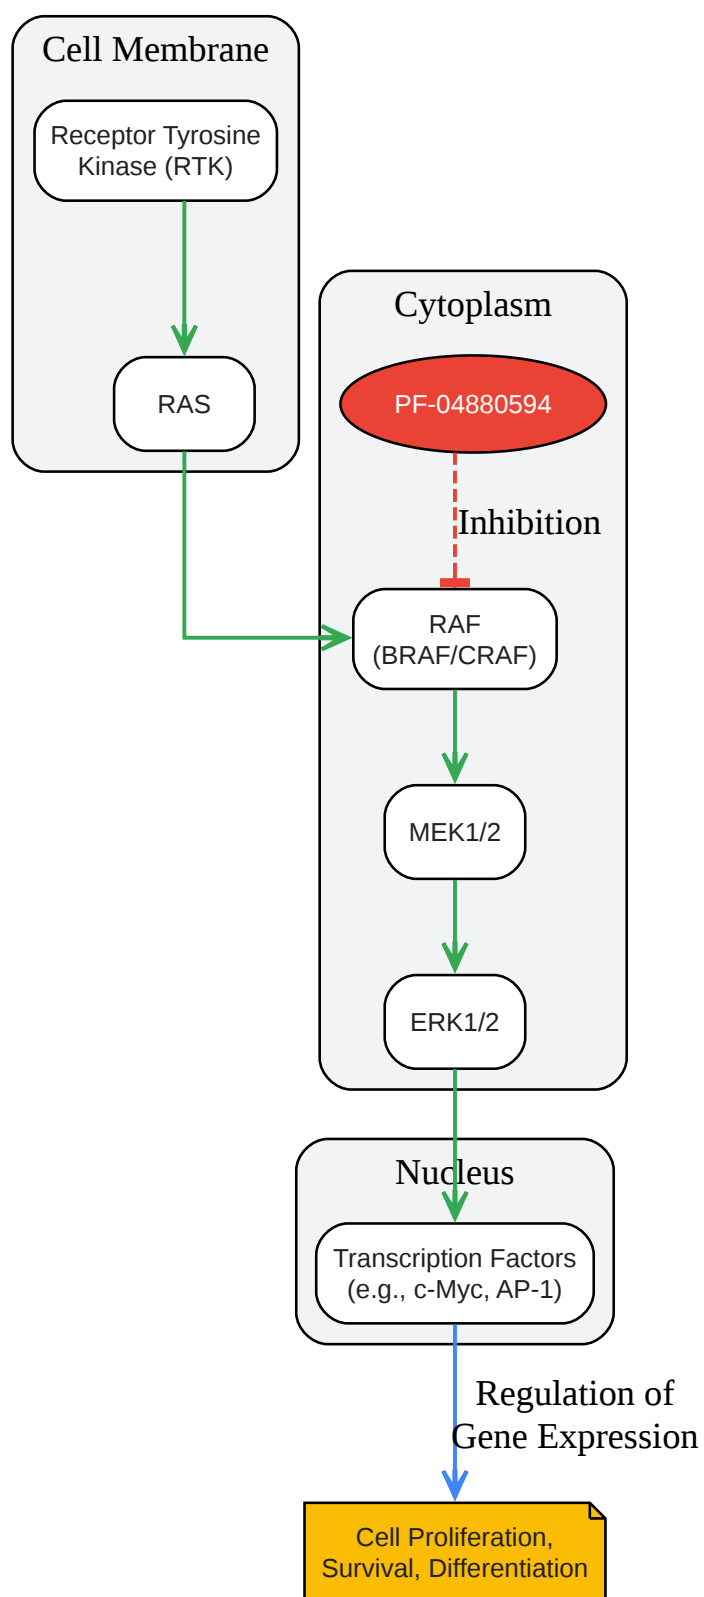 Cell Membrane
Receptor Tyrosine
Kinase (RTK)
RAS
Cytoplasm
PF-04880594
Inhibition
RAF
(BRAF/CRAF)
MEK1/2
ERK1/2
Nucleus
Transcription Factors
(e.g., c-Myc, AP-1)
Regulation of
Gene Expression
Cell Proliferation,
Survival, Differentiation